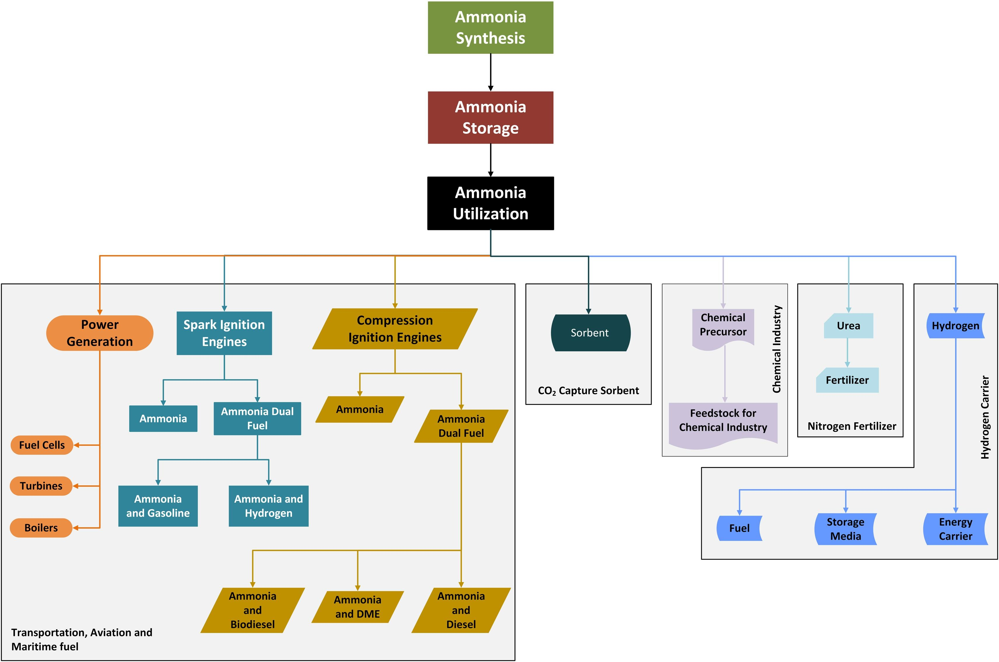 Ammonia
Synthesis
Ammonia
Storage
Ammonia
Utilization
Power
Generation
Fuel Cells
Turbines
Boilers
Spark Ignition
Engines
Ammonia
Ammonia Dual
Fuel
Ammonia
and Gasoline
Ammonia and
Hydrogen
Compression
Ignition Engines
Ammonia
Ammonia
Dual Fuel
Ammonia
and
Biodiesel
Ammonia
and DME
Ammonia
and
Diesel
Transportation, Aviation and
Maritime fuel
Sorbent
CO₂ Capture Sorbent
Chemical
Precursor
Feedstock for
Chemical Industry
Chemical Industry
Urea
Fertilizer
Nitrogen Fertilizer
Hydrogen
Hydrogen Carrier
Fuel
Storage
Media
Energy
Carrier